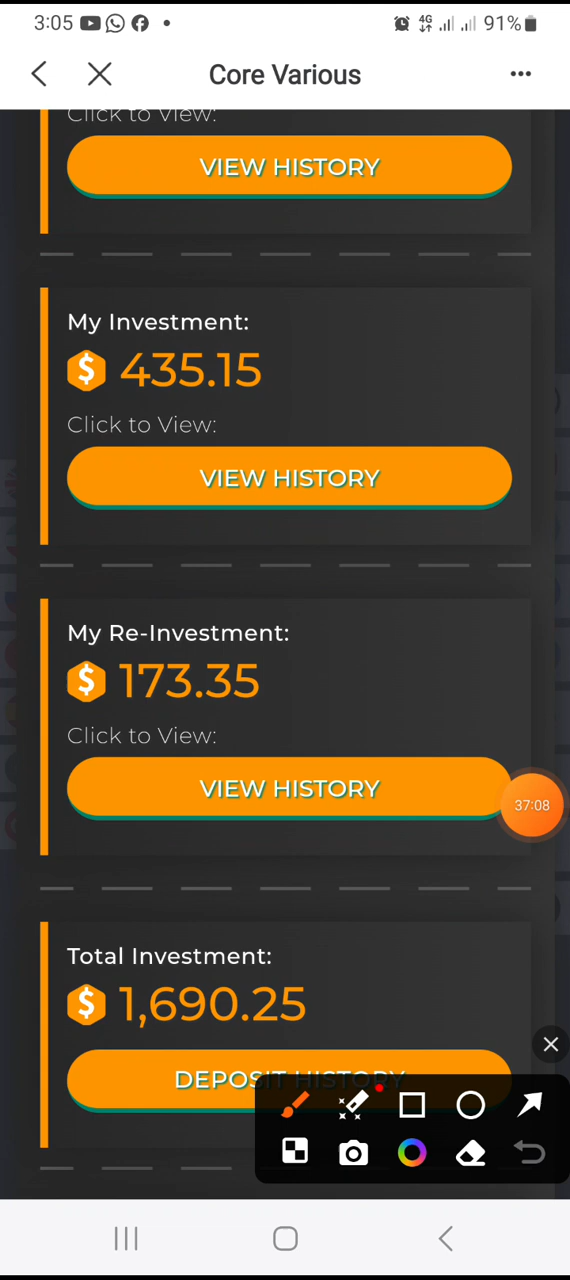 3:05 4G 91%
Core Various
Click to View:
VIEW HISTORY
My Investment:
$ 435.15
Click to View:
VIEW HISTORY
My Re-Investment:
$ 173.35
Click to View:
VIEW HISTORY
37:08
Total Investment:
$ 1,690.25
DEPOSIT HISTORY